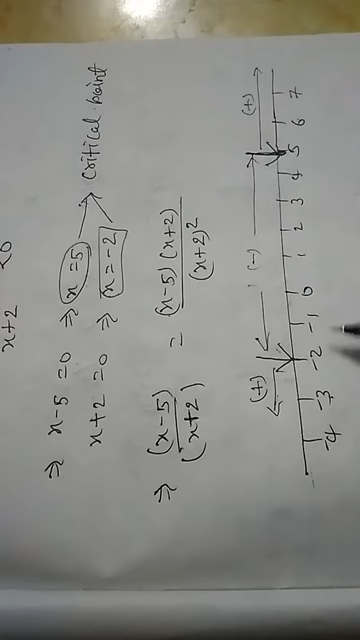 x+2 <0
⇒ x-5=0 ⇒ x=5
x+2=0 ⇒ x=-2 Critical point
⇒ (x-5)/(x+2) = (x-5)(x+2)/(x+2)²
(+) (-) (+)
-4 -3 -2 -1 0 1 2 3 4 5 6 7